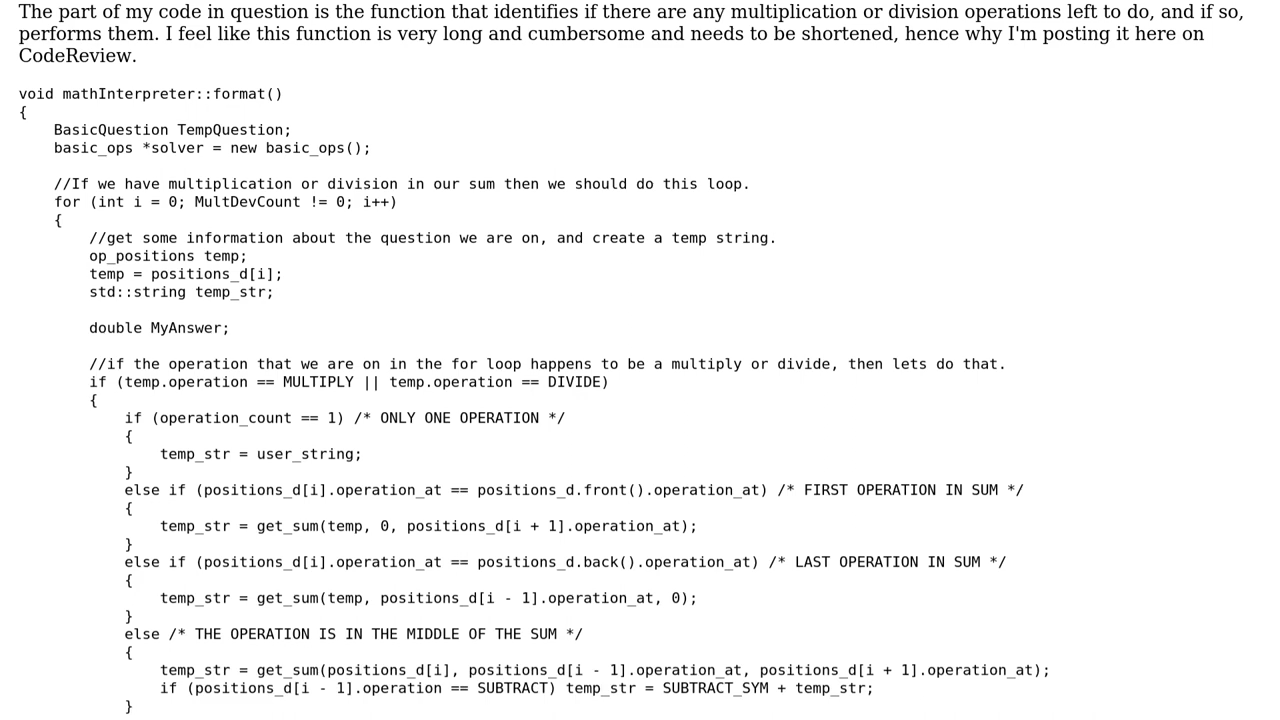 The part of my code in question is the function that identifies if there are any multiplication or division operations left to do, and if so,
performs them. I feel like this function is very long and cumbersome and needs to be shortened, hence why I'm posting it here on
CodeReview.
void mathInterpreter::format()
{
    BasicQuestion TempQuestion;
    basic_ops *solver = new basic_ops();
    //If we have multiplication or division in our sum then we should do this loop.
    for (int i = 0; MultDevCount != 0; i++)
    {
        //get some information about the question we are on, and create a temp string.
        op_positions temp;
        temp = positions_d[i];
        std::string temp_str;
        double MyAnswer;
        //if the operation that we are on in the for loop happens to be a multiply or divide, then lets do that.
        if (temp.operation == MULTIPLY || temp.operation == DIVIDE)
        {
            if (operation_count == 1) /* ONLY ONE OPERATION */
            {
                temp_str = user_string;
            }
            else if (positions_d[i].operation_at == positions_d.front().operation_at) /* FIRST OPERATION IN SUM */
            {
                temp_str = get_sum(temp, 0, positions_d[i + 1].operation_at);
            }
            else if (positions_d[i].operation_at == positions_d.back().operation_at) /* LAST OPERATION IN SUM */
            {
                temp_str = get_sum(temp, positions_d[i - 1].operation_at, 0);
            }
            else /* THE OPERATION IS IN THE MIDDLE OF THE SUM */
            {
                temp_str = get_sum(positions_d[i], positions_d[i - 1].operation_at, positions_d[i + 1].operation_at);
                if (positions_d[i - 1].operation == SUBTRACT) temp_str = SUBTRACT_SYM + temp_str;
            }